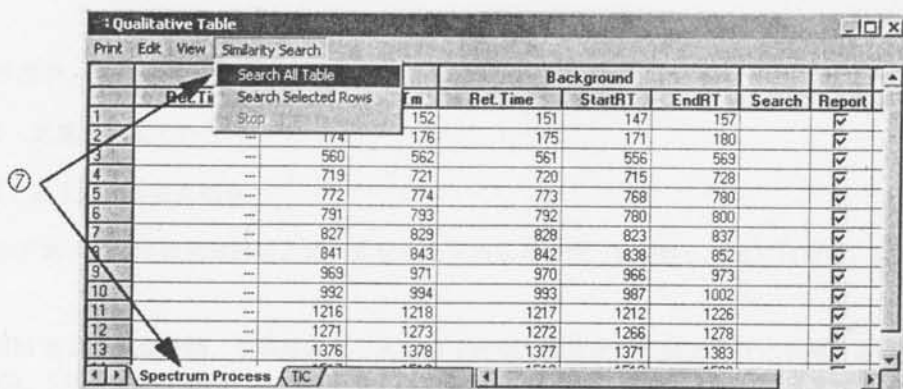 : Qualitative Table
Print Edit View Similarity Search
Search All Table
Search Selected Rows
Stop
Background
Ret.Ti Tm Ret.Time StartRT EndRT Search Report
1 152 151 147 157
2 --- 174 176 175 171 180
3 --- 560 562 561 556 569
4 --- 719 721 720 715 728
5 --- 772 774 773 768 780
6 --- 791 793 792 780 800
7 --- 827 829 828 823 837
8 --- 841 843 842 838 852
9 --- 969 971 970 966 973
10 --- 992 994 993 987 1002
11 --- 1216 1218 1217 1212 1226
12 --- 1271 1273 1272 1266 1278
13 --- 1376 1378 1377 1371 1383
Spectrum Process TIC
⑦